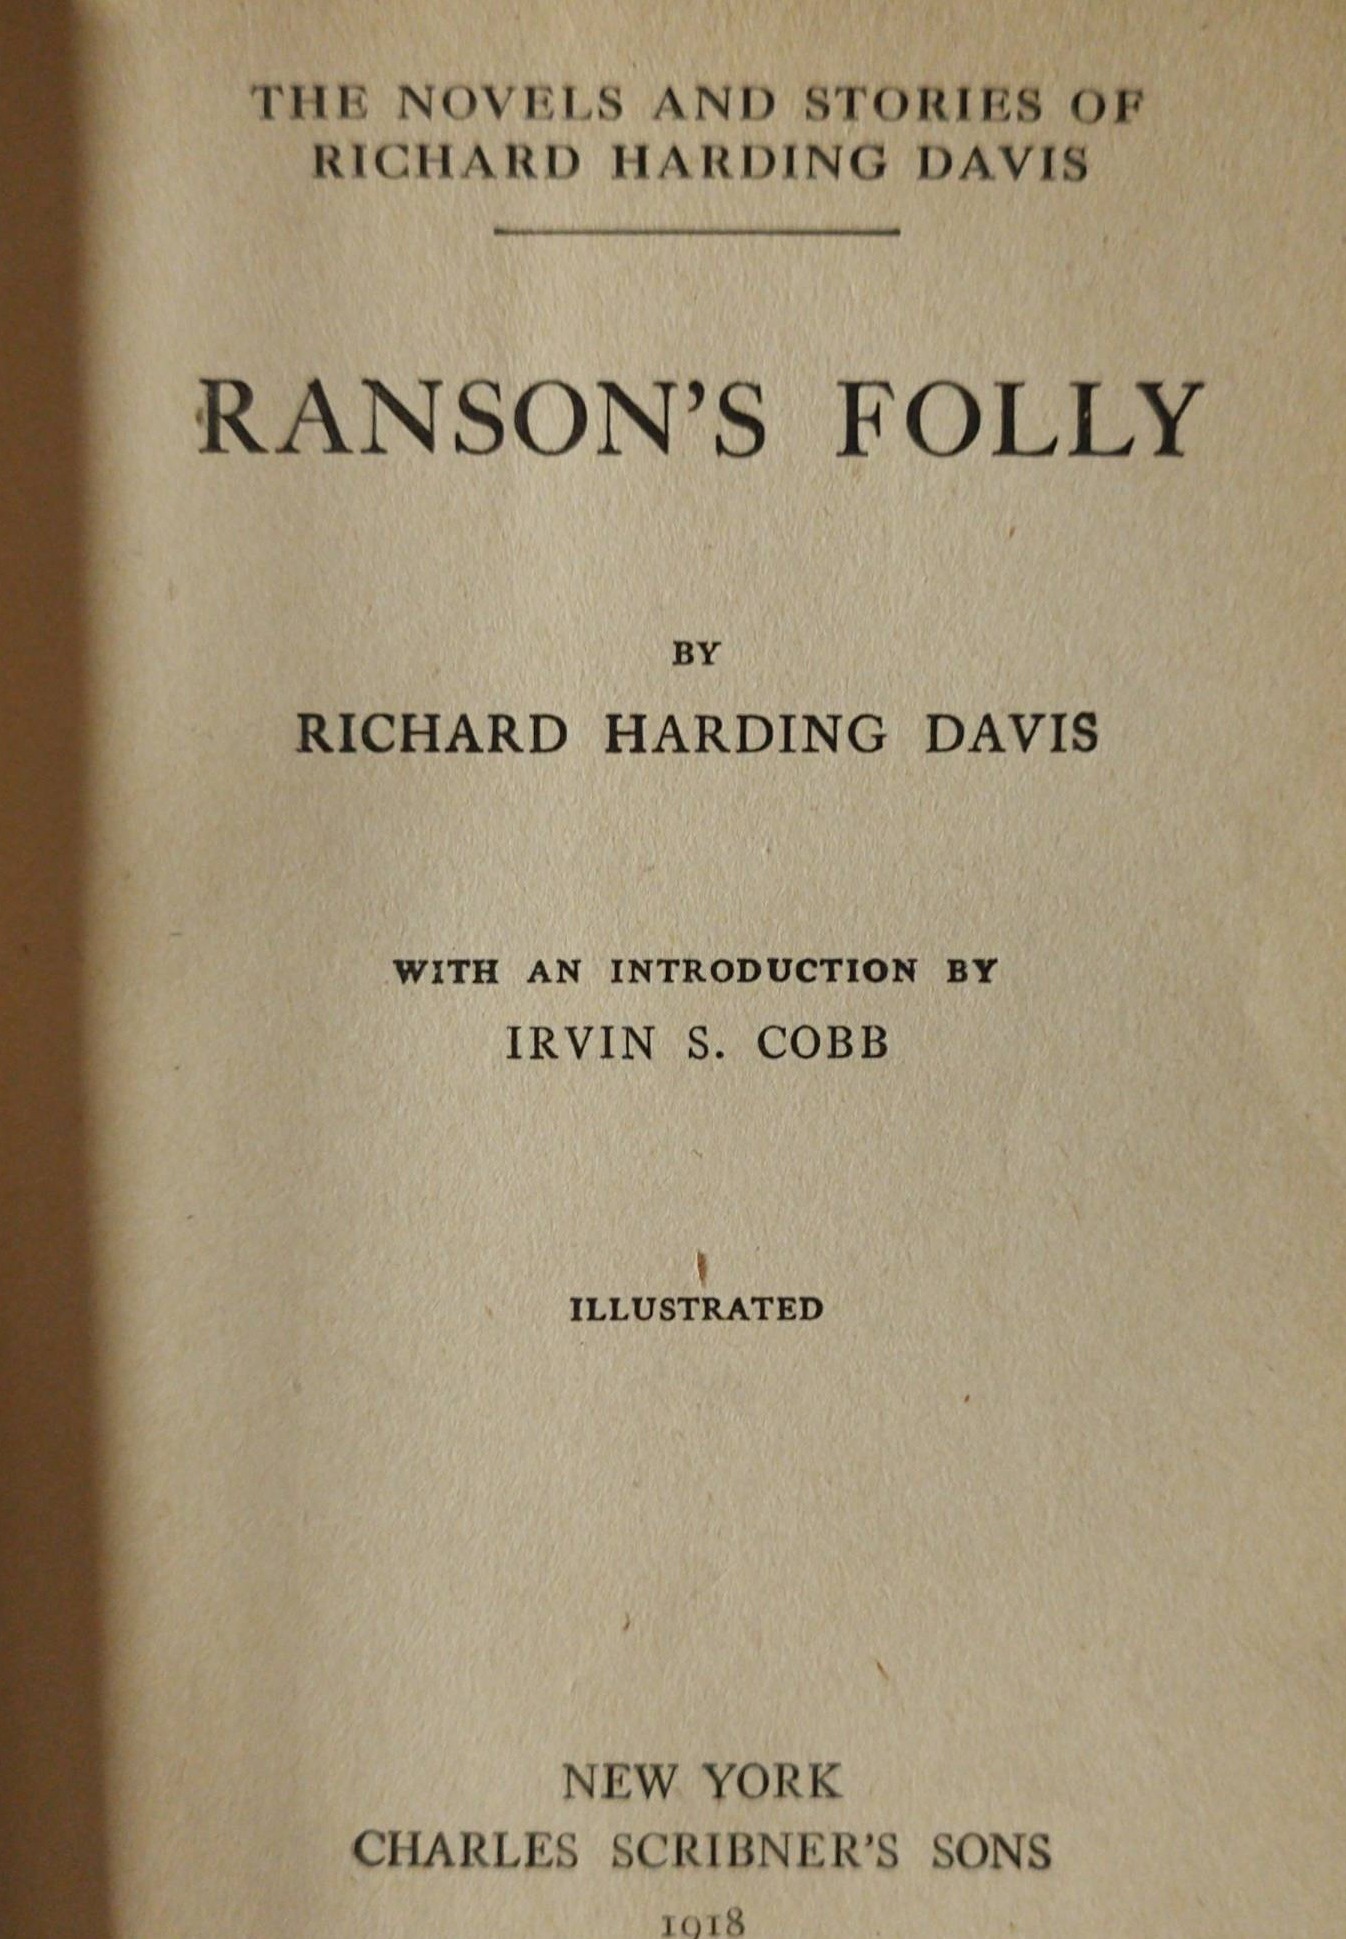 THE NOVELS AND STORIES OF
RICHARD HARDING DAVIS
RANSON'S FOLLY
BY
RICHARD HARDING DAVIS
WITH AN INTRODUCTION BY
IRVIN S. COBB
ILLUSTRATED
NEW YORK
CHARLES SCRIBNER'S SONS
1918